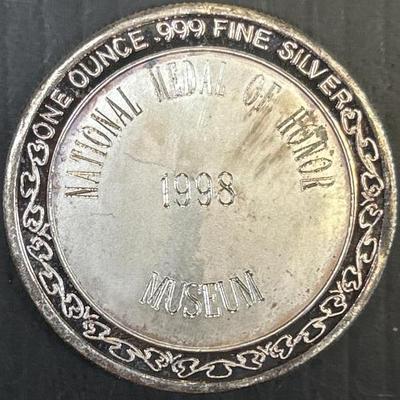 ONE OUNCE .999 FINE SILVER
NATIONAL MEDAL OF HONOR
1998
MUSEUM